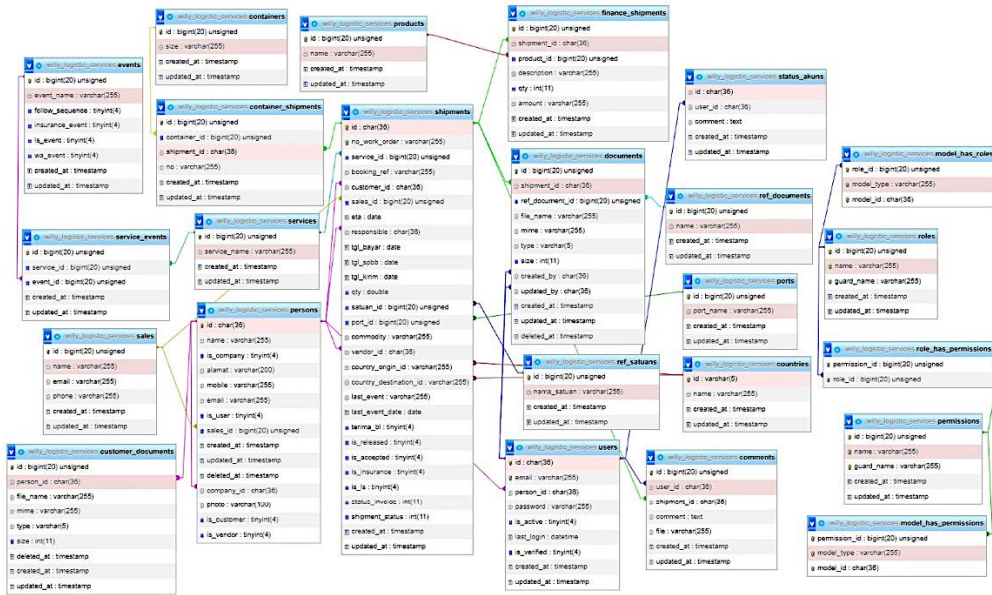 willy_logistic_services containers
id : bigint(20) unsigned
size : varchar(255)
created_at : timestamp
updated_at : timestamp
willy_logistic_services products
id : bigint(20) unsigned
name : varchar(255)
created_at : timestamp
updated_at : timestamp
willy_logistic_services finance_shipments
id : bigint(20) unsigned
shipment_id : char(36)
product_id : bigint(20) unsigned
description : varchar(255)
qty : int(11)
amount : varchar(255)
created_at : timestamp
updated_at : timestamp
willy_logistic_services events
id : bigint(20) unsigned
event_name : varchar(255)
follow_sequence : tinyint(4)
insurance_event : tinyint(4)
ls_event : tinyint(4)
wa_event : tinyint(4)
created_at : timestamp
updated_at : timestamp
willy_logistic_services container_shipments
id : bigint(20) unsigned
container_id : bigint(20) unsigned
shipment_id : char(36)
no : varchar(255)
created_at : timestamp
updated_at : timestamp
willy_logistic_services shipments
id : char(36)
no_work_order : varchar(255)
service_id : bigint(20) unsigned
booking_ref : varchar(255)
customer_id : char(36)
sales_id : bigint(20) unsigned
eta : date
responsible : char(36)
tgl_bayar : date
tgl_sppb : date
tgl_kirim : date
qty : double
satuan_id : bigint(20) unsigned
port_id : bigint(20) unsigned
commodity : varchar(255)
vendor_id : char(36)
country_origin_id : varchar(255)
country_destination_id : varchar(255)
last_event : varchar(255)
last_event_date : date
terima_bl : tinyint(4)
is_released : tinyint(4)
is_accepted : tinyint(4)
is_insurance : tinyint(4)
is_ls : tinyint(4)
status_invoice : int(11)
shipment_status : int(11)
created_at : timestamp
updated_at : timestamp
willy_logistic_services status_akuns
id : char(36)
user_id : char(36)
comment : text
created_at : timestamp
updated_at : timestamp
willy_logistic_services documents
id : bigint(20) unsigned
shipment_id : char(36)
ref_document_id : bigint(20) unsigned
file_name : varchar(255)
mime : varchar(255)
type : varchar(5)
size : int(11)
created_by : char(36)
updated_by : char(36)
created_at : timestamp
updated_at : timestamp
deleted_at : timestamp
willy_logistic_services ref_documents
id : bigint(20) unsigned
name : varchar(255)
created_at : timestamp
updated_at : timestamp
willy_logistic_services model_has_roles
role_id : bigint(20) unsigned
model_type : varchar(255)
model_id : char(36)
willy_logistic_services services
id : bigint(20) unsigned
service_name : varchar(255)
created_at : timestamp
updated_at : timestamp
willy_logistic_services service_events
id : bigint(20) unsigned
service_id : bigint(20) unsigned
event_id : bigint(20) unsigned
created_at : timestamp
updated_at : timestamp
willy_logistic_services roles
id : bigint(20) unsigned
name : varchar(255)
guard_name : varchar(255)
created_at : timestamp
updated_at : timestamp
willy_logistic_services ports
id : bigint(20) unsigned
port_name : varchar(255)
created_at : timestamp
updated_at : timestamp
willy_logistic_services persons
id : char(36)
name : varchar(255)
is_company : tinyint(4)
alamat : varchar(200)
mobile : varchar(255)
email : varchar(255)
is_user : tinyint(4)
sales_id : bigint(20) unsigned
created_at : timestamp
updated_at : timestamp
deleted_at : timestamp
company_id : char(36)
photo : varchar(100)
is_customer : tinyint(4)
is_vendor : tinyint(4)
willy_logistic_services sales
id : bigint(20) unsigned
name : varchar(255)
email : varchar(255)
phone : varchar(255)
created_at : timestamp
updated_at : timestamp
willy_logistic_services ref_satuans
id : bigint(20) unsigned
nama_satuan : varchar(255)
created_at : timestamp
updated_at : timestamp
willy_logistic_services countries
id : varchar(5)
name : varchar(255)
created_at : timestamp
updated_at : timestamp
willy_logistic_services role_has_permissions
permission_id : bigint(20) unsigned
role_id : bigint(20) unsigned
willy_logistic_services permissions
id : bigint(20) unsigned
name : varchar(255)
guard_name : varchar(255)
created_at : timestamp
updated_at : timestamp
willy_logistic_services customer_documents
id : bigint(20) unsigned
person_id : char(36)
file_name : varchar(255)
mime : varchar(255)
type : varchar(5)
size : int(11)
deleted_at : timestamp
created_at : timestamp
updated_at : timestamp
willy_logistic_services users
id : char(36)
email : varchar(255)
person_id : char(36)
password : varchar(255)
is_active : tinyint(4)
last_login : datetime
is_verified : tinyint(4)
created_at : timestamp
updated_at : timestamp
willy_logistic_services comments
id : bigint(20) unsigned
user_id : char(36)
shipment_id : char(36)
comment : text
file : varchar(255)
created_at : timestamp
updated_at : timestamp
willy_logistic_services model_has_permissions
permission_id : bigint(20) unsigned
model_type : varchar(255)
model_id : char(36)